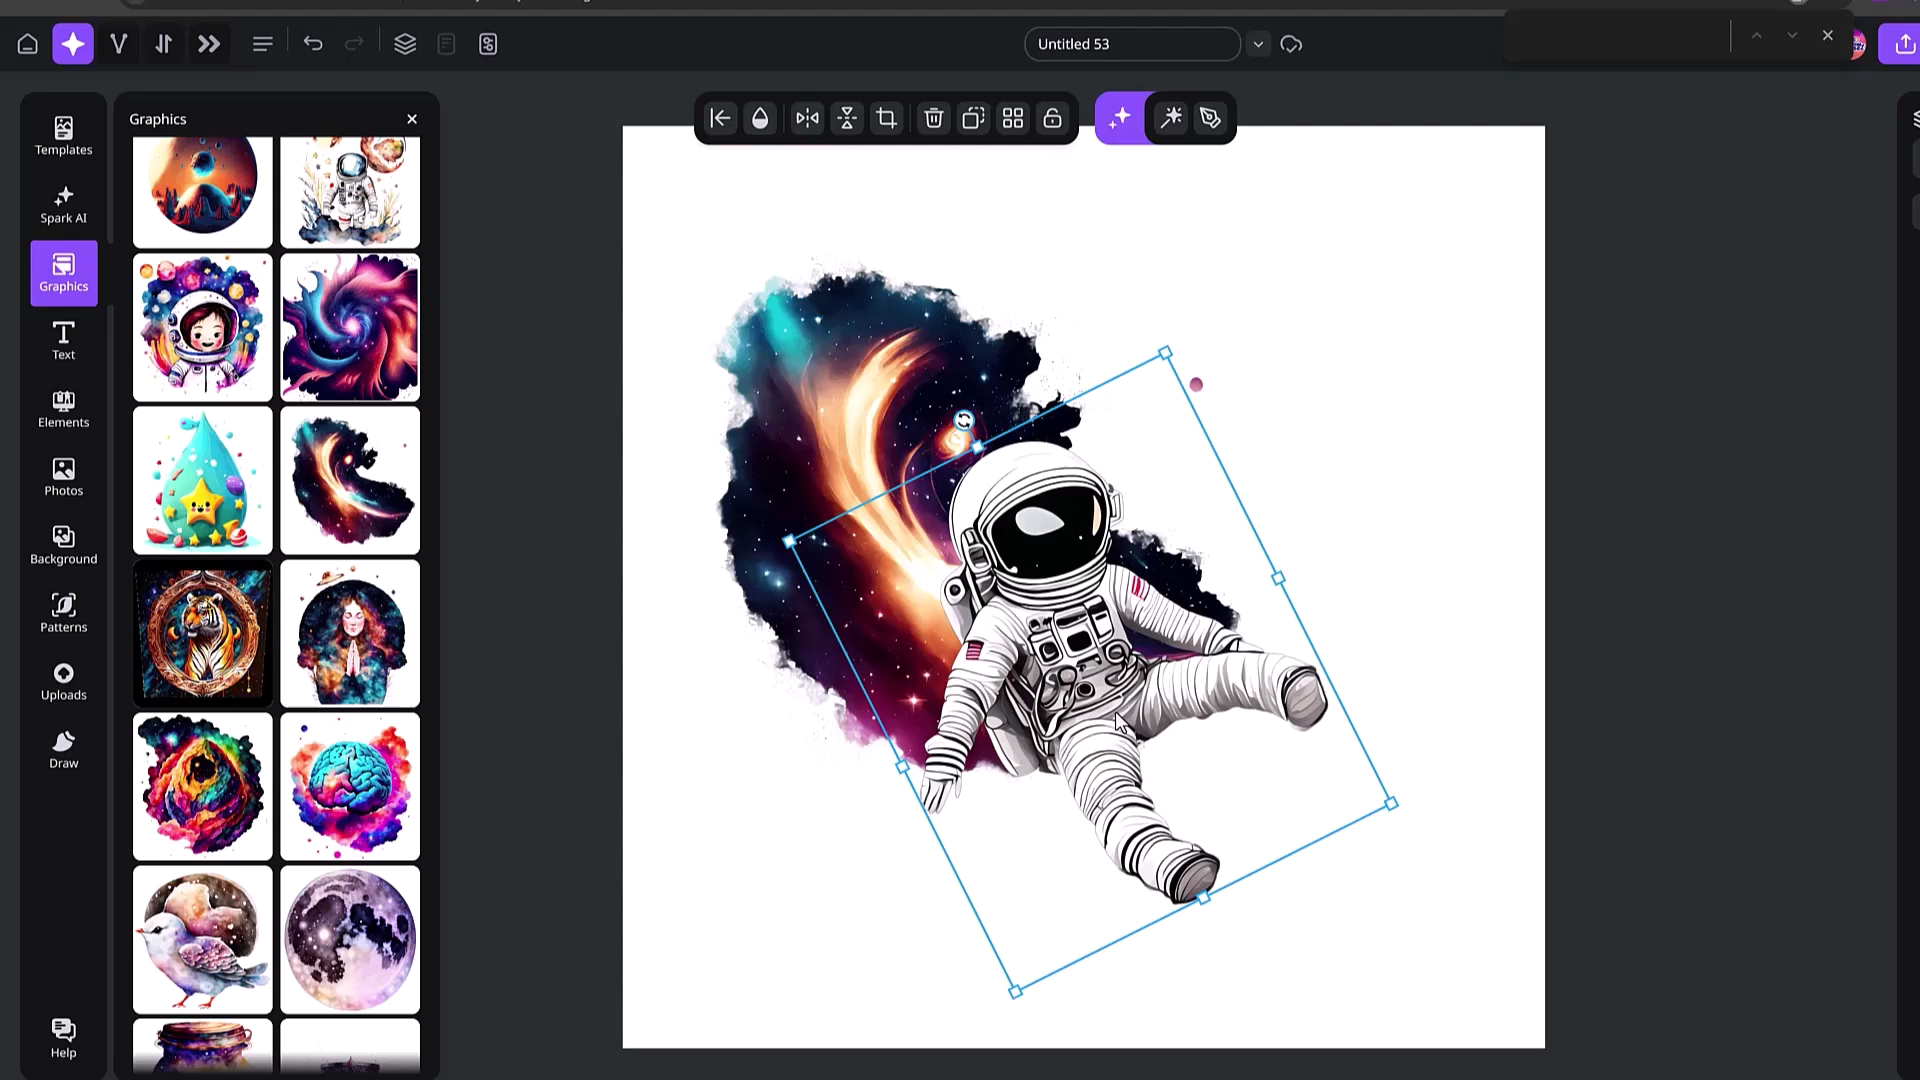 Untitled 53
Templates
Spark AI
Graphics
Text
Elements
Photos
Background
Patterns
Uploads
Draw
Help
Graphics